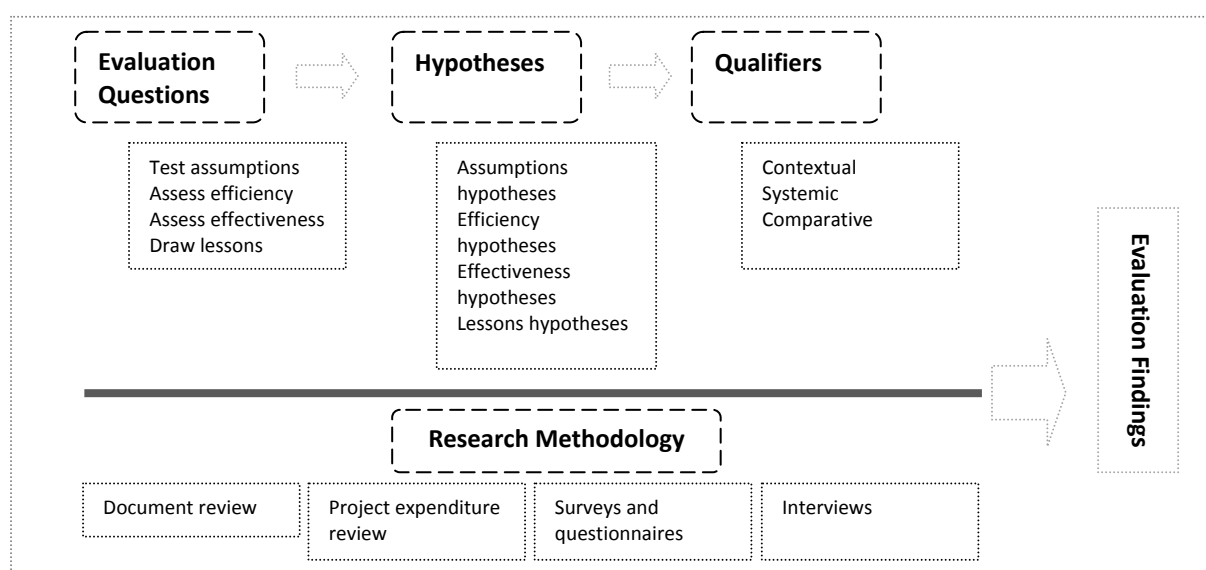 Evaluation
Questions
Hypotheses
Qualifiers
Test assumptions
Assess efficiency
Assess effectiveness
Draw lessons
Assumptions
hypotheses
Efficiency
hypotheses
Effectiveness
hypotheses
Lessons hypotheses
Contextual
Systemic
Comparative
Evaluation Findings
Research Methodology
Document review
Project expenditure
review
Surveys and
questionnaires
Interviews